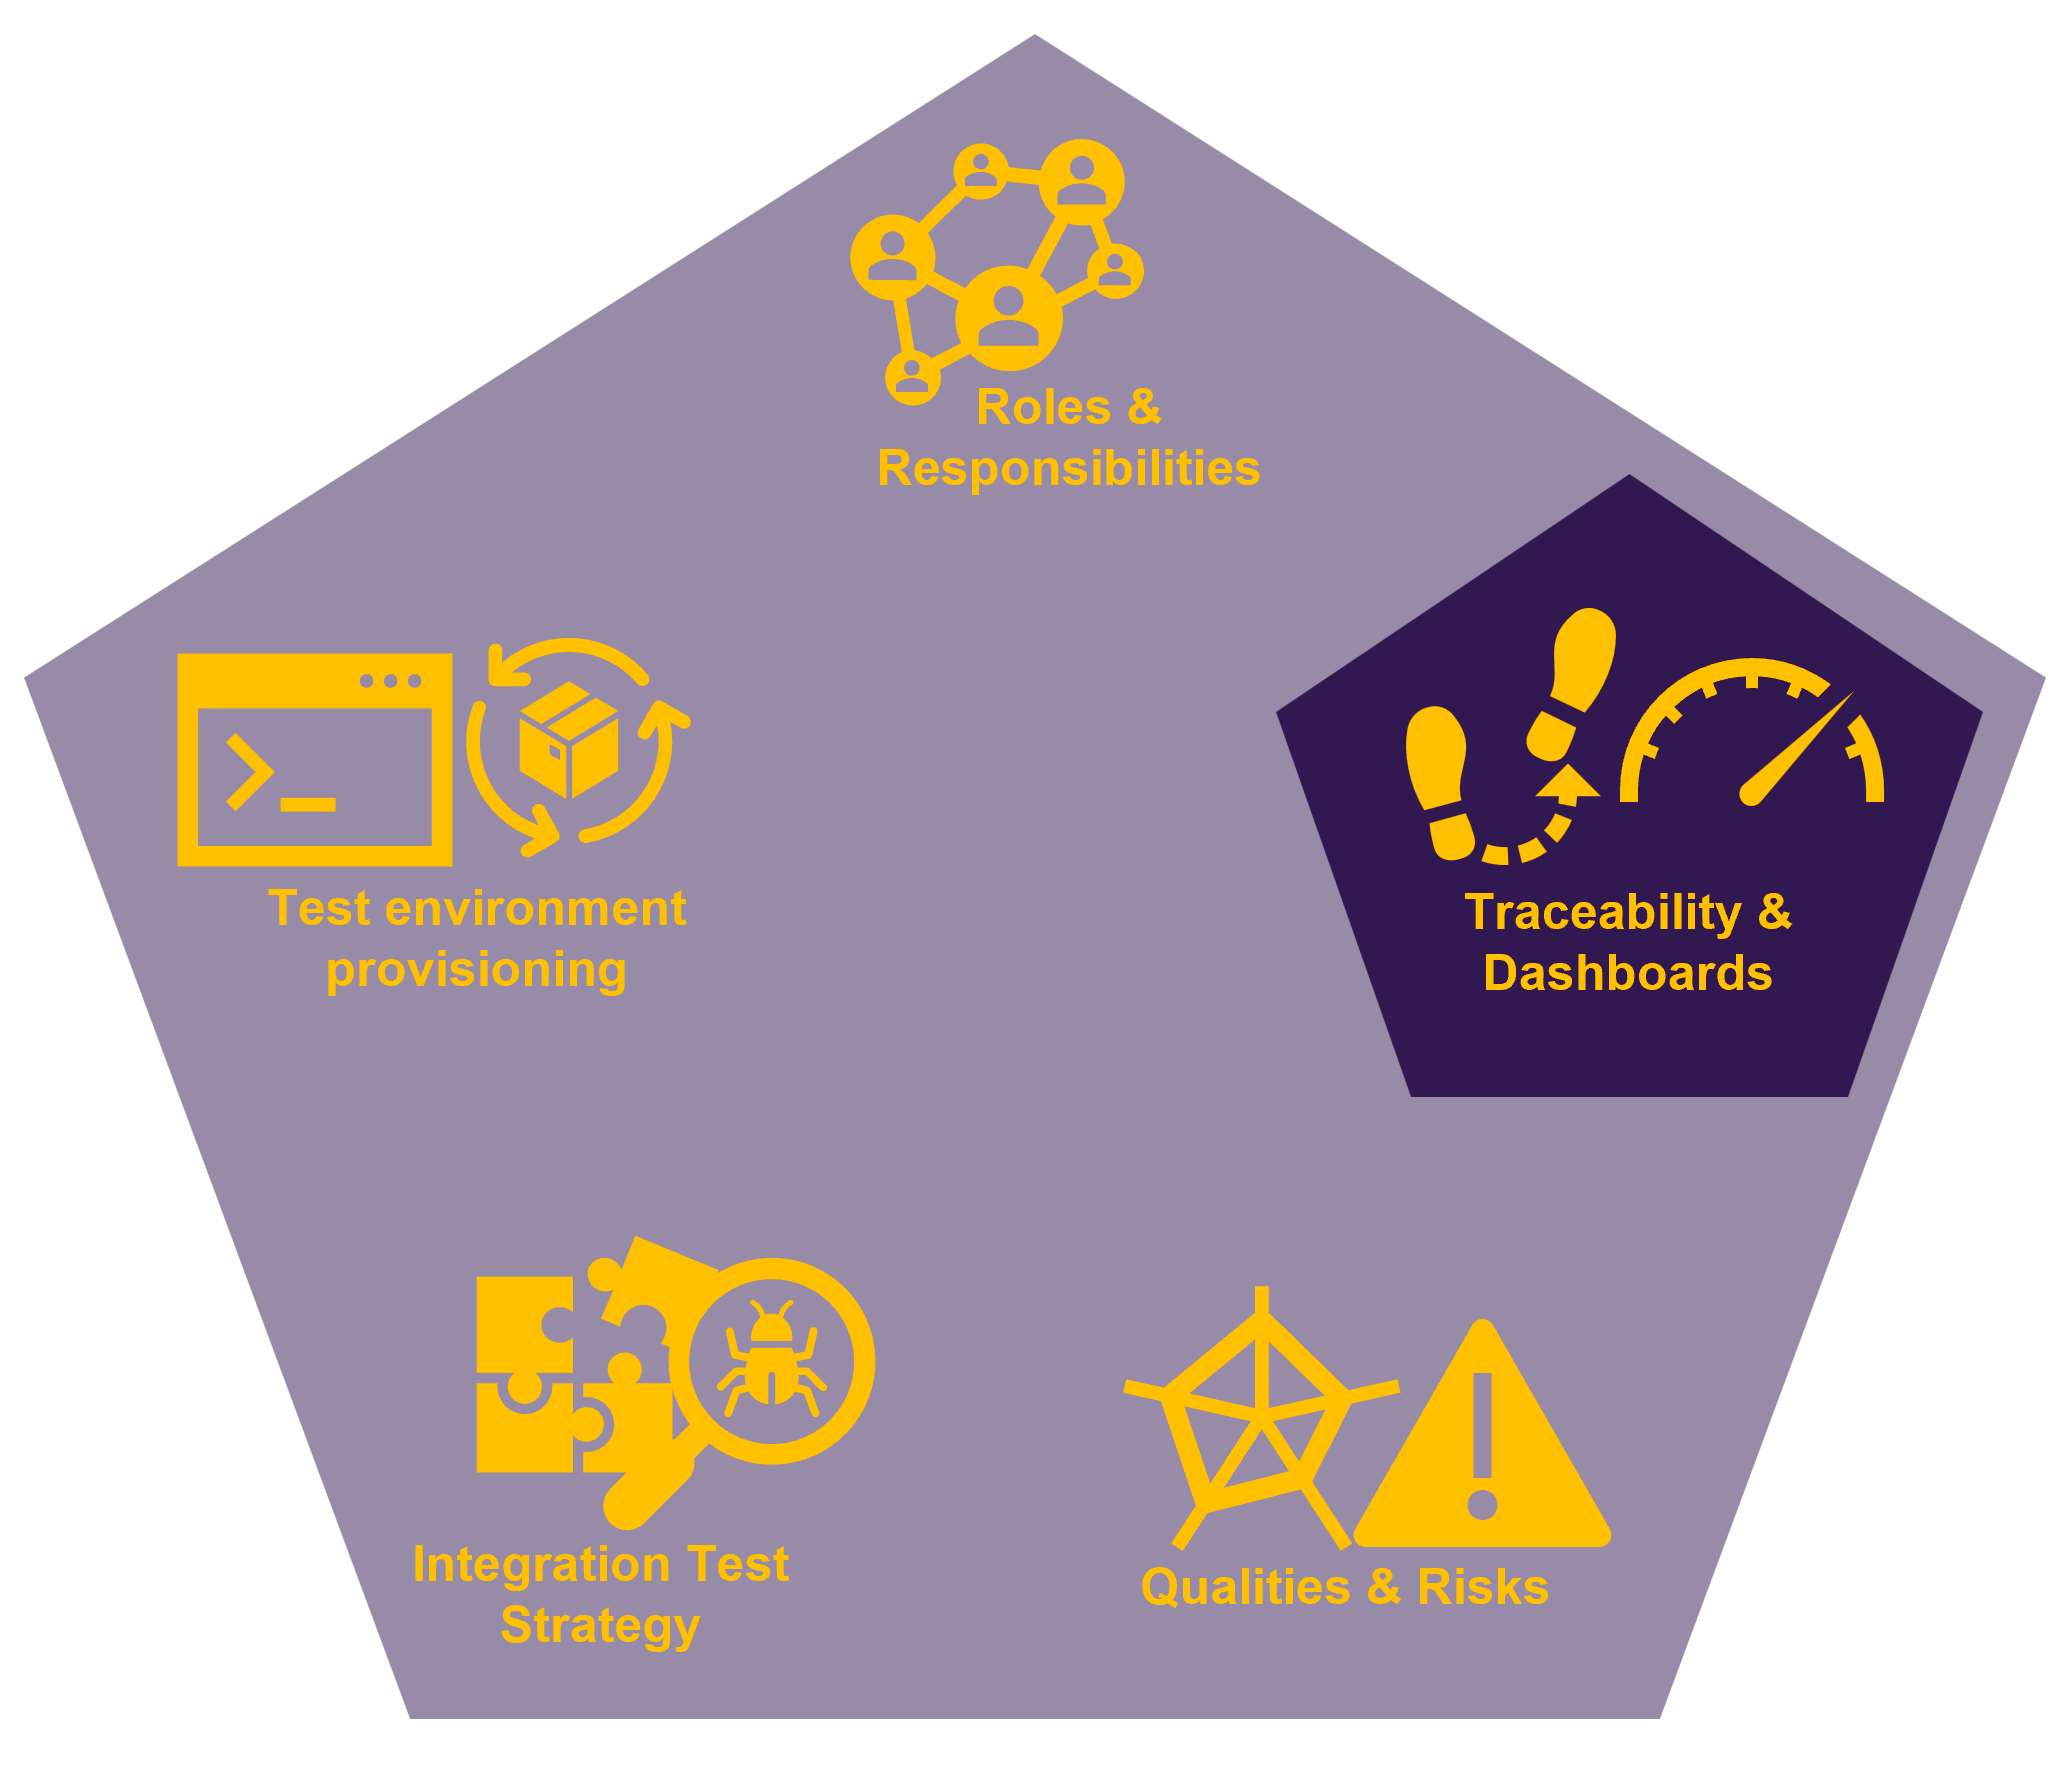 Roles &
Responsibilities
Test environment
provisioning
Traceability &
Dashboards
Integration Test
Strategy
Qualities & Risks